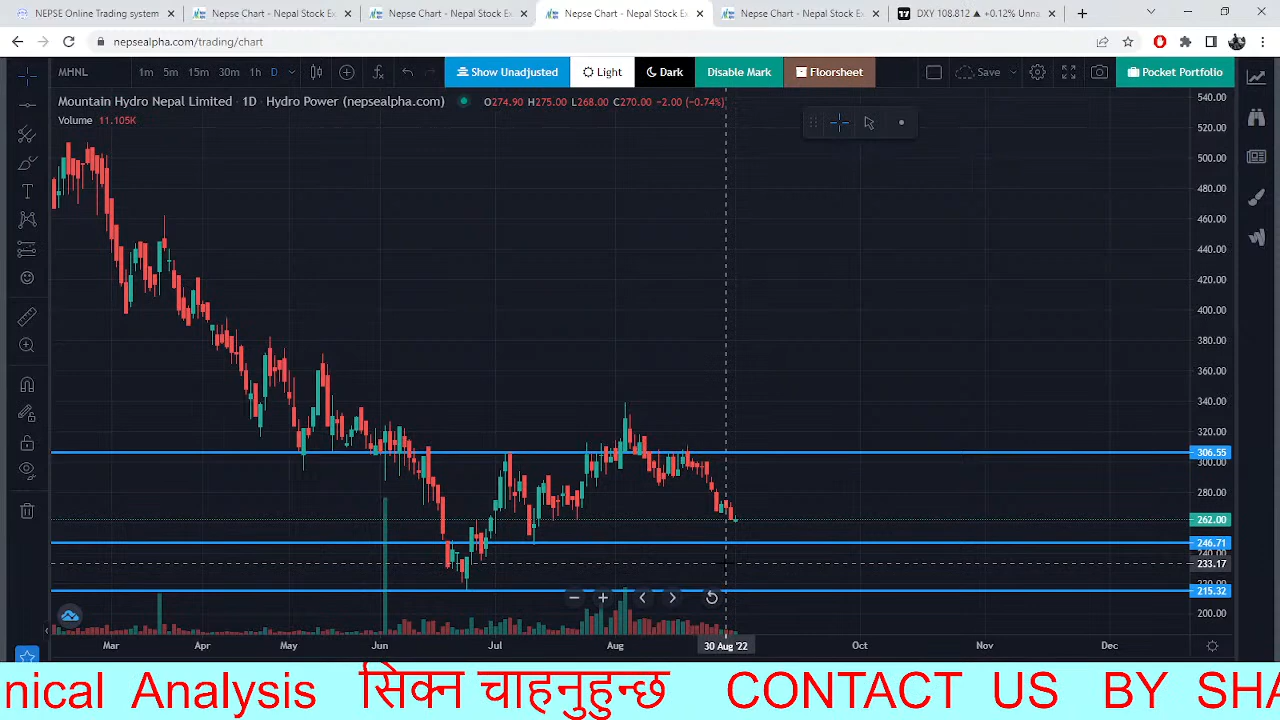 NEPSE Online Trading system
Nepse Chart - Nepal Stock Ex
Nepse Chart - Nepal Stock Ex
Nepse Chart - Nepal Stock Ex
Nepse Chart - Nepal Stock Ex
DXY 108.812 ▲ +0.12% Unna
nepsealpha.com/trading/chart
MHNL 1m 5m 15m 30m 1h D Show Unadjusted Light Dark Disable Mark Floorsheet Save Pocket Portfolio
Mountain Hydro Nepal Limited · 1D · Hydro Power (nepsealpha.com) O274.90 H275.00 L268.00 C270.00 −2.00 (−0.74%)
Volume 11.105K
540.00
520.00
500.00
480.00
460.00
440.00
420.00
400.00
380.00
360.00
340.00
320.00
306.55
300.00
280.00
262.00
246.71
240.00
233.17
215.32
200.00
Mar Apr May Jun Jul Aug 30 Aug '22 Oct Nov Dec
nical Analysis सिक्न चाहनुहुन्छ CONTACT US BY SHA